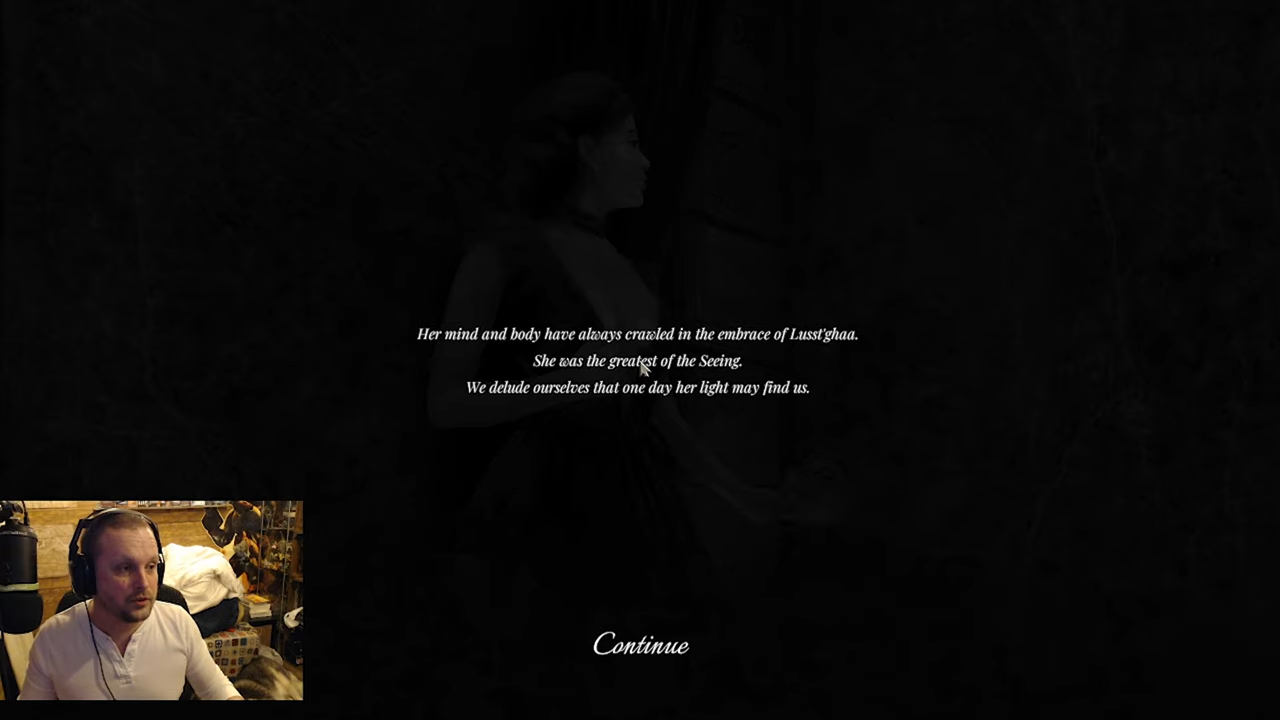 Her mind and body have always crawled in the embrace of Lusst'ghaa.
She was the greatest of the Seeing.
We delude ourselves that one day her light may find us.
Continue